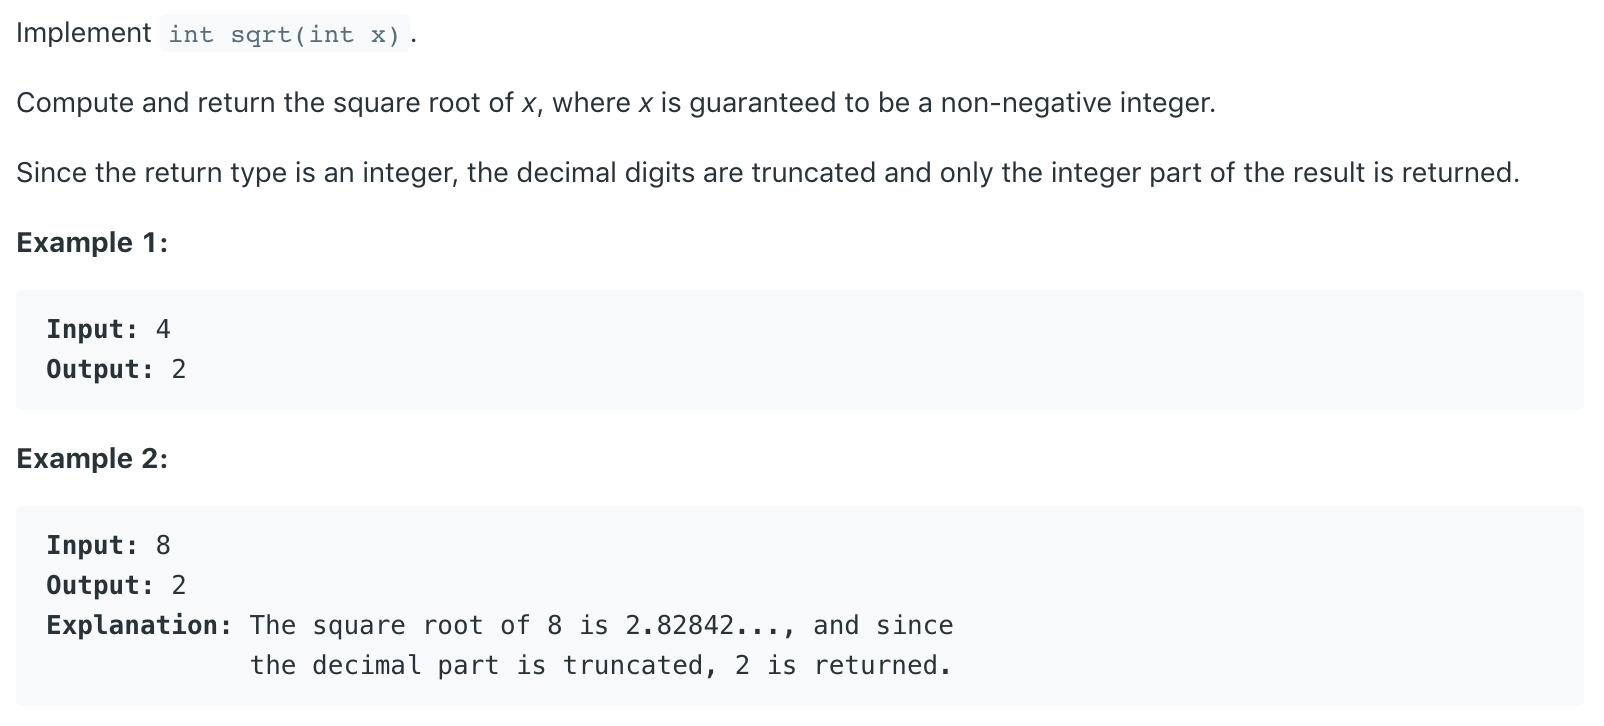 Implement int sqrt(int x).
Compute and return the square root of x, where x is guaranteed to be a non-negative integer.
Since the return type is an integer, the decimal digits are truncated and only the integer part of the result is returned.
Example 1:
Input: 4
Output: 2
Example 2:
Input: 8
Output: 2
Explanation: The square root of 8 is 2.82842..., and since
the decimal part is truncated, 2 is returned.